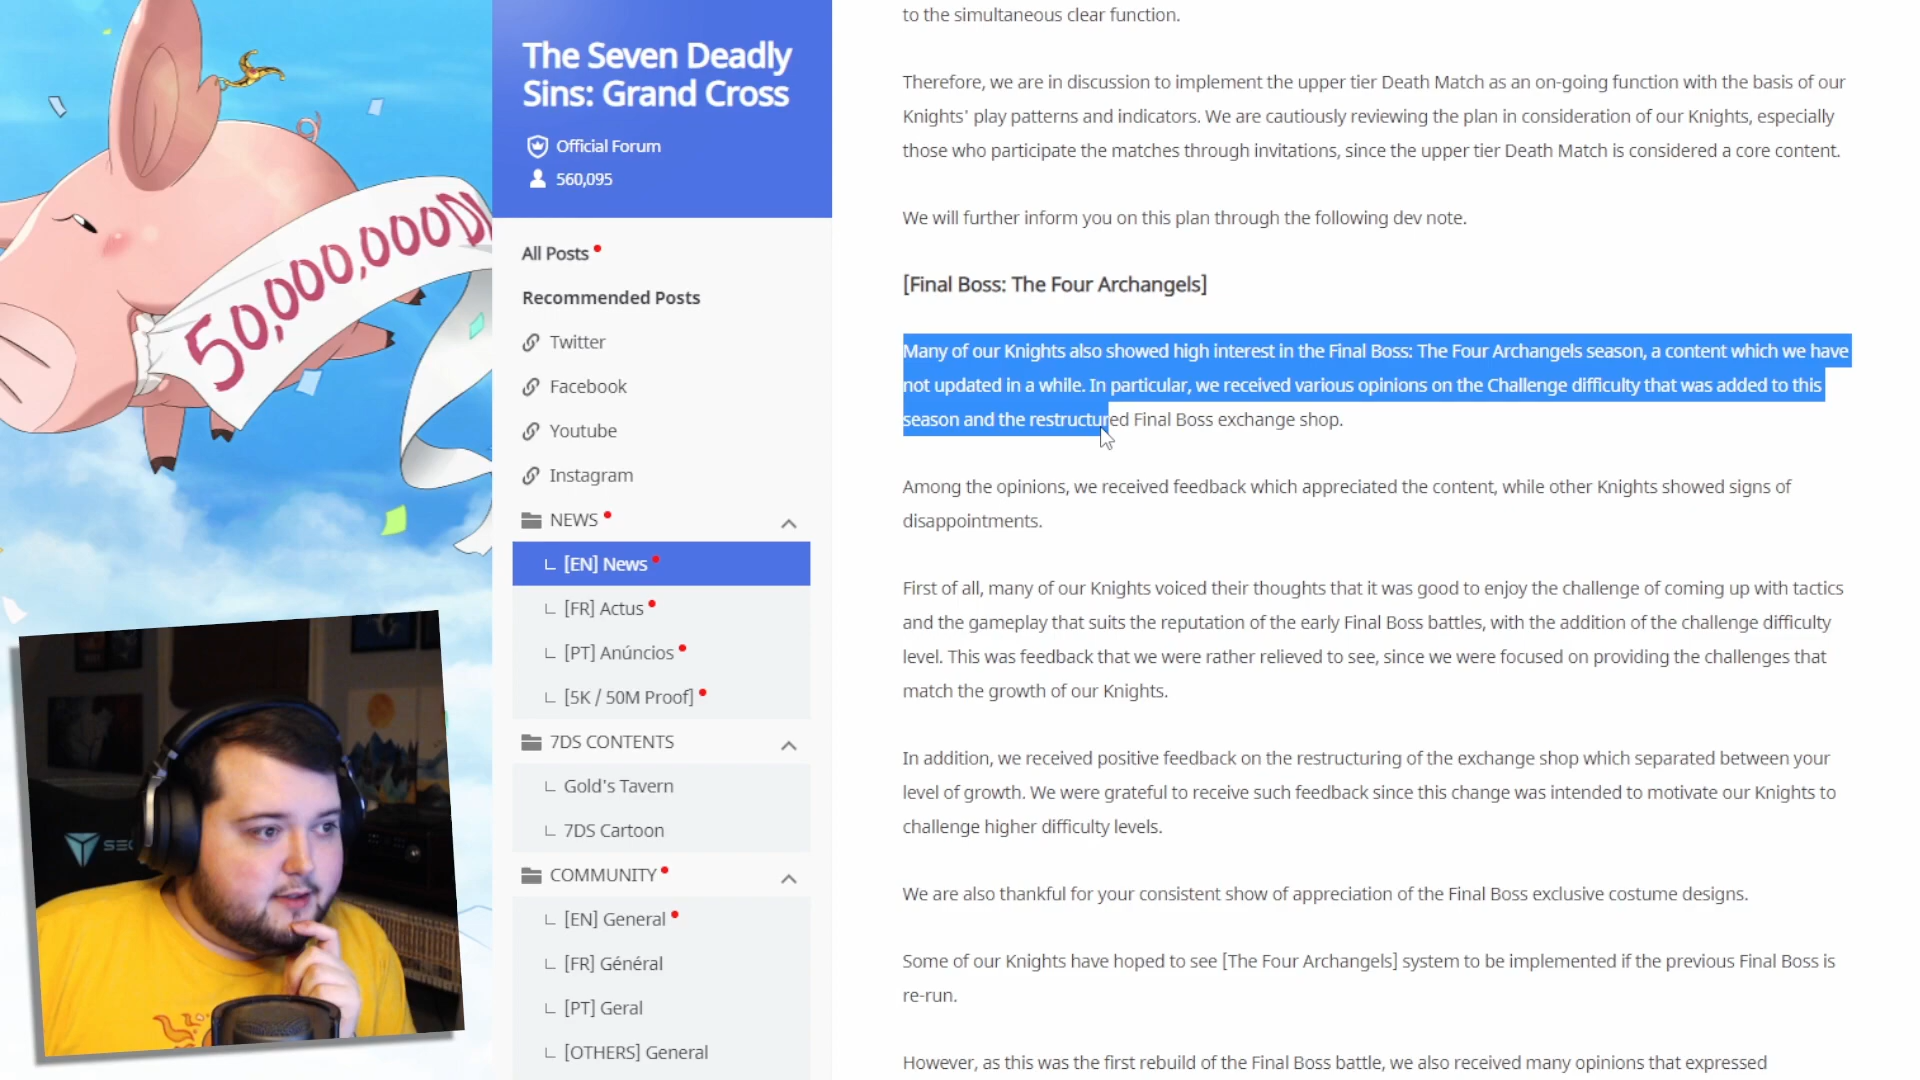 50,000,000D
The Seven Deadly
Sins: Grand Cross
Official Forum
560,095
All Posts
Recommended Posts
Twitter
Facebook
Youtube
Instagram
NEWS
[EN] News
[FR] Actus
[PT] Anúncios
[5K / 50M Proof]
7DS CONTENTS
Gold's Tavern
7DS Cartoon
COMMUNITY
[EN] General
[FR] Général
[PT] Geral
[OTHERS] General
to the simultaneous clear function.
Therefore, we are in discussion to implement the upper tier Death Match as an on-going function with the basis of our
Knights' play patterns and indicators. We are cautiously reviewing the plan in consideration of our Knights, especially
those who participate the matches through invitations, since the upper tier Death Match is considered a core content.
We will further inform you on this plan through the following dev note.
[Final Boss: The Four Archangels]
Many of our Knights also showed high interest in the Final Boss: The Four Archangels season, a content which we have
not updated in a while. In particular, we received various opinions on the Challenge difficulty that was added to this
season and the restructured Final Boss exchange shop.
Among the opinions, we received feedback which appreciated the content, while other Knights showed signs of
disappointments.
First of all, many of our Knights voiced their thoughts that it was good to enjoy the challenge of coming up with tactics
and the gameplay that suits the reputation of the early Final Boss battles, with the addition of the challenge difficulty
level. This was feedback that we were rather relieved to see, since we were focused on providing the challenges that
match the growth of our Knights.
In addition, we received positive feedback on the restructuring of the exchange shop which separated between your
level of growth. We were grateful to receive such feedback since this change was intended to motivate our Knights to
challenge higher difficulty levels.
We are also thankful for your consistent show of appreciation of the Final Boss exclusive costume designs.
Some of our Knights have hoped to see [The Four Archangels] system to be implemented if the previous Final Boss is
re-run.
However, as this was the first rebuild of the Final Boss battle, we also received many opinions that expressed